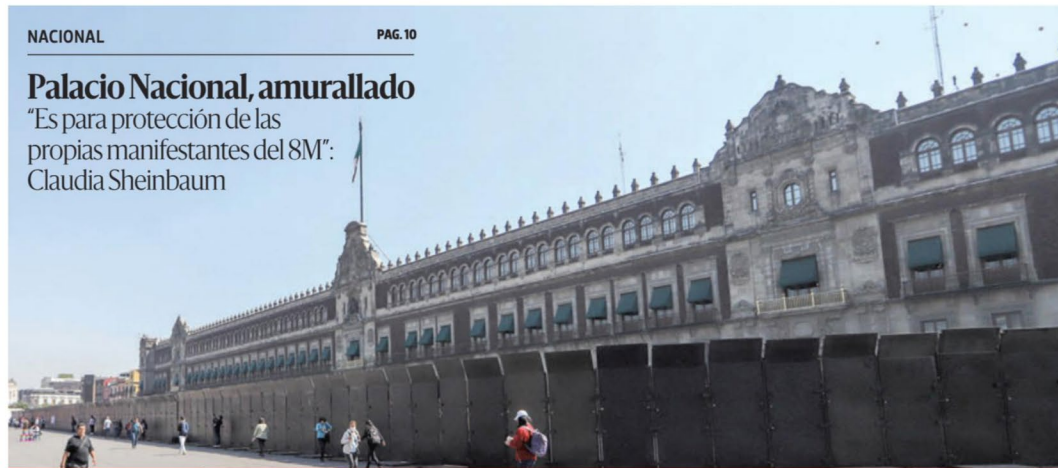 NACIONAL
PAG. 10
Palacio Nacional, amurallado
“Es para protección de las
propias manifestantes del 8M”:
Claudia Sheinbaum